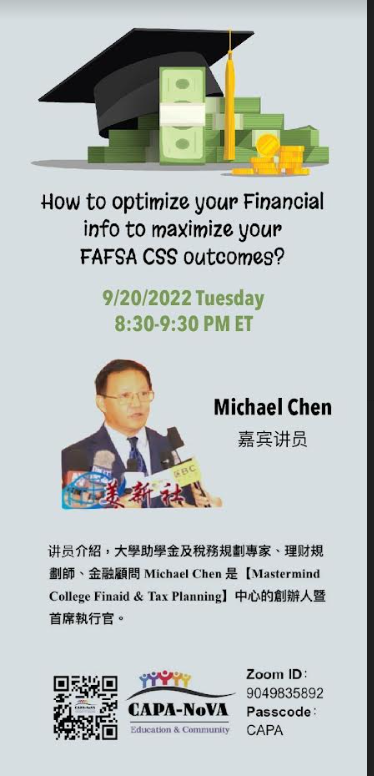 How to optimize your Financial
info to maximize your
FAFSA CSS outcomes?
9/20/2022 Tuesday
8:30-9:30 PM ET
Michael Chen
嘉宾讲员
美新社
讲员介紹，大學助學金及稅務規劃專家、理财規
劃師、金融顧問 Michael Chen 是【Mastermind
College Finaid & Tax Planning】中心的創辦人暨
首席執行官。
CAPA-NoVA
Education & Community
Zoom ID:
9049835892
Passcode:
CAPA